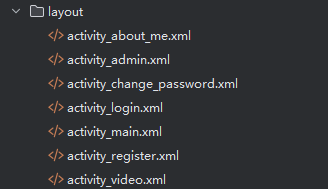 layout
activity_about_me.xml
activity_admin.xml
activity_change_password.xml
activity_login.xml
activity_main.xml
activity_register.xml
activity_video.xml